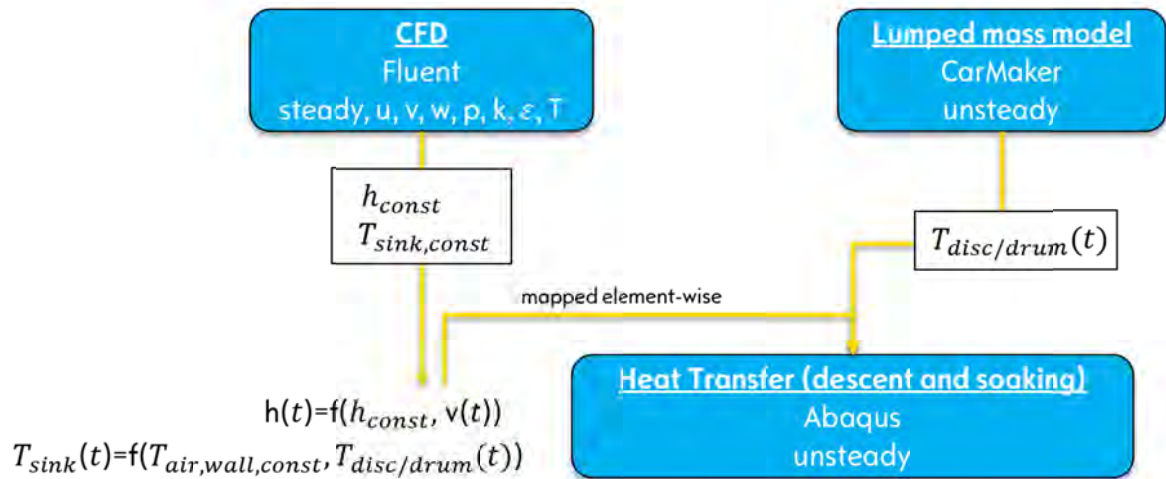 CFD
Fluent
steady, u, v, w, p, k, ε, T
Lumped mass model
CarMaker
unsteady
h_const
T_sink,const
T_disc/drum(t)
mapped element-wise
h(t)=f(h_const, v(t))
T_sink(t)=f(T_air,wall,const, T_disc/drum(t))
Heat Transfer (descent and soaking)
Abaqus
unsteady